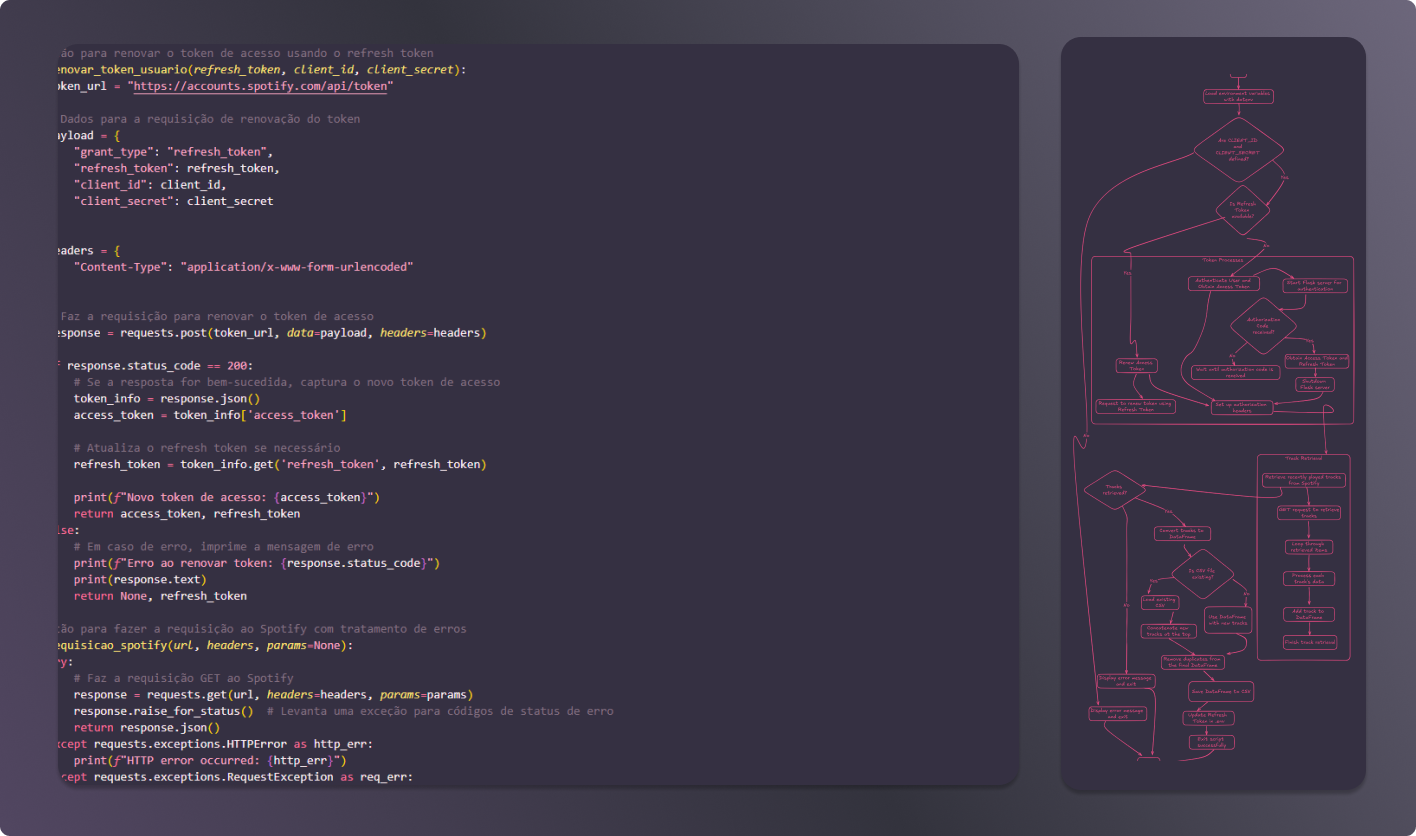 ão para renovar o token de acesso usando o refresh token
enovar_token_usuario(refresh_token, client_id, client_secret):
oken_url = "https://accounts.spotify.com/api/token"
Dados para a requisição de renovação do token
ayload = {
"grant_type": "refresh_token",
"refresh_token": refresh_token,
"client_id": client_id,
"client_secret": client_secret
eaders = {
"Content-Type": "application/x-www-form-urlencoded"
Faz a requisição para renovar o token de acesso
esponse = requests.post(token_url, data=payload, headers=headers)
f response.status_code == 200:
# Se a resposta for bem-sucedida, captura o novo token de acesso
token_info = response.json()
access_token = token_info['access_token']
# Atualiza o refresh token se necessário
refresh_token = token_info.get('refresh_token', refresh_token)
print(f"Novo token de acesso: {access_token}")
return access_token, refresh_token
lse:
# Em caso de erro, imprime a mensagem de erro
print(f"Erro ao renovar token: {response.status_code}")
print(response.text)
return None, refresh_token
ção para fazer a requisição ao Spotify com tratamento de erros
equisicao_spotify(url, headers, params=None):
ry:
# Faz a requisição GET ao Spotify
response = requests.get(url, headers=headers, params=params)
response.raise_for_status()  # Levanta uma exceção para códigos de status de erro
return response.json()
xcept requests.exceptions.HTTPError as http_err:
print(f"HTTP error occurred: {http_err}")
xcept requests.exceptions.RequestException as req_err:
Load environment variables
with dotenv
Are CLIENT_ID
and
CLIENT_SECRET
defined?
Yes
Is Refresh
Token
available?
No
Yes
Token Processes
Authenticate User and
Obtain Access Token
Start Flask server for
authentication
Authorization
Code
received?
No
Obtain Access Token and
Refresh Token
Wait until authorization code is
received
Shutdown
Flask server
Renew Access
Token
Request to renew token using
Refresh Token
Set up authorization
headers
No
Track Retrieval
Retrieve recently played tracks
from Spotify
GET request to retrieve
tracks
Loop through
retrieved items
Process each
track's data
Add track to
DataFrame
Finish track retrieval
Tracks
retrieved?
Yes
Convert tracks to
DataFrame
Is CSV file
existing?
Yes
No
No
Load existing
CSV
Use DataFrame
with new tracks
Concatenate new
tracks at the top
Remove duplicates from
the final DataFrame
Display error message
and exit
Save DataFrame to CSV
Display error message
and exit
Update Refresh
Token in .env
Exit script
successfully